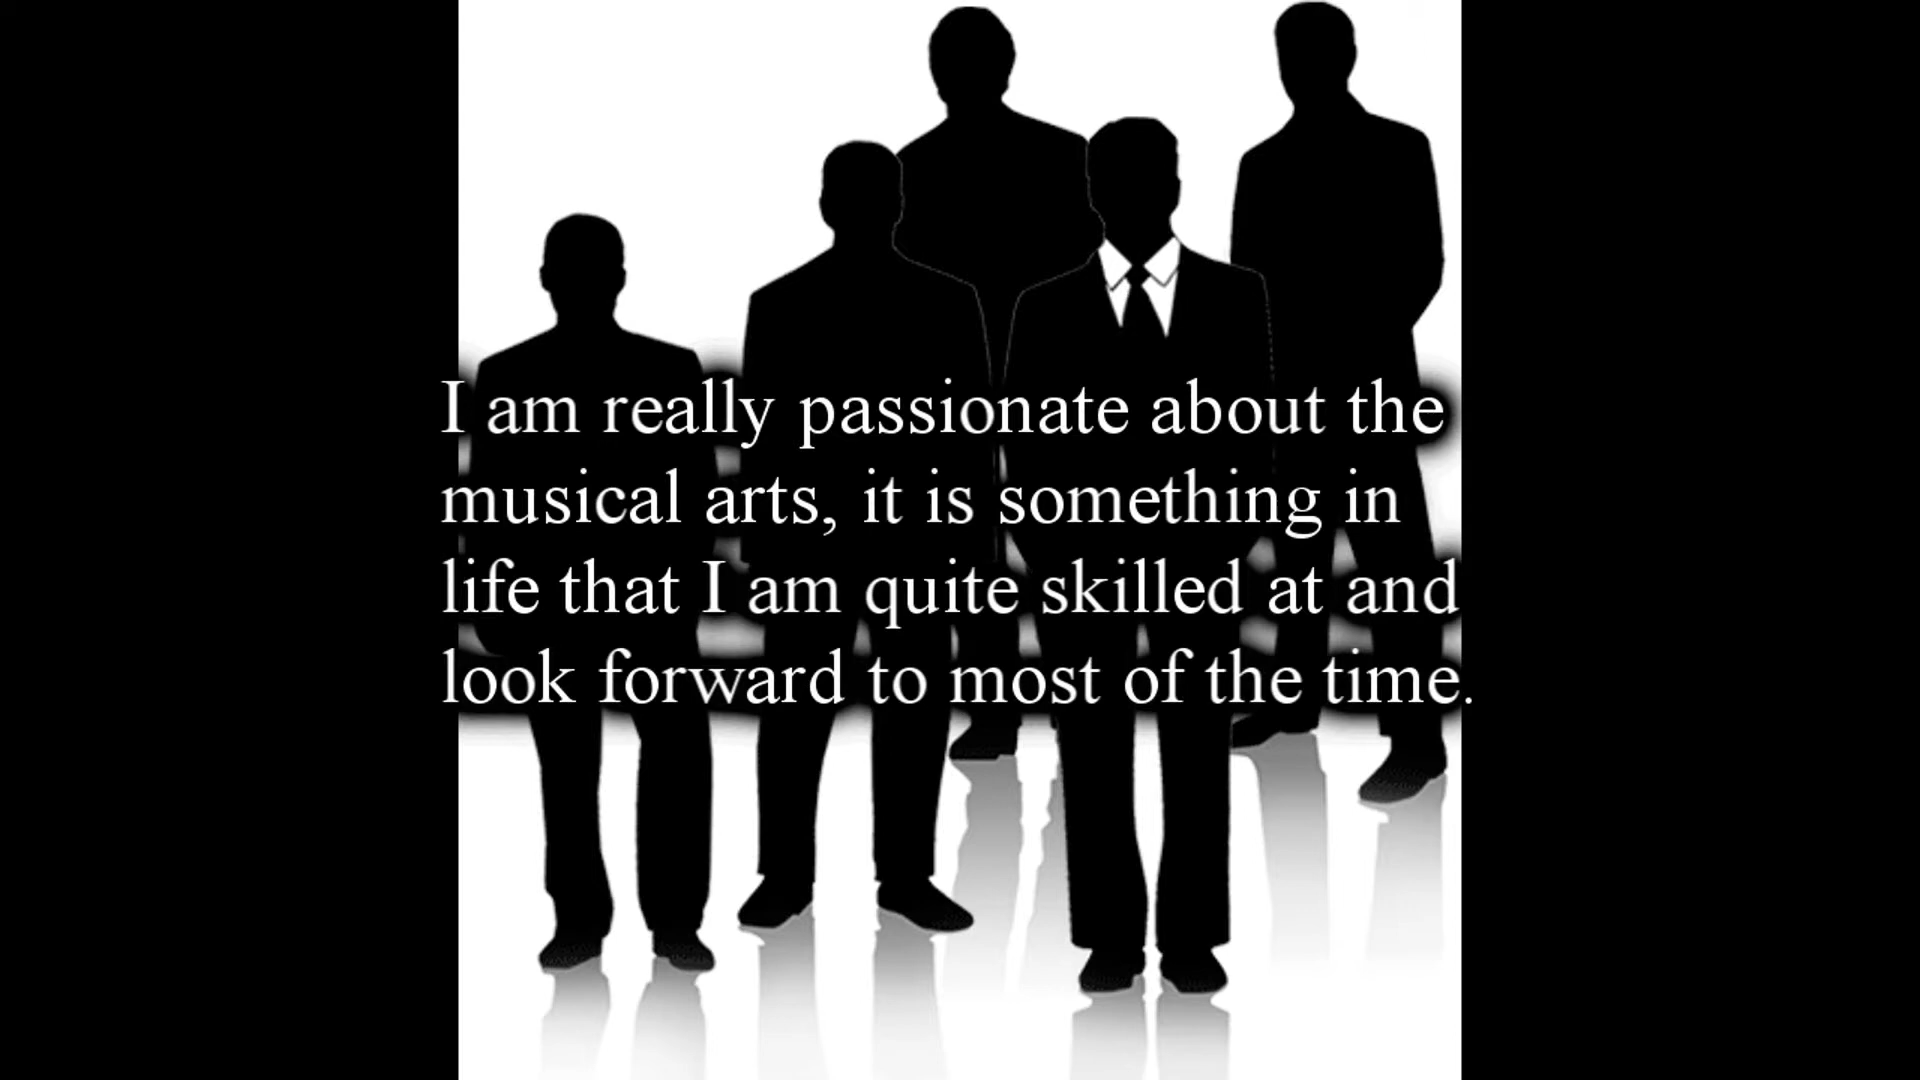 I am really passionate about the
musical arts, it is something in
life that I am quite skilled at and
look forward to most of the time.